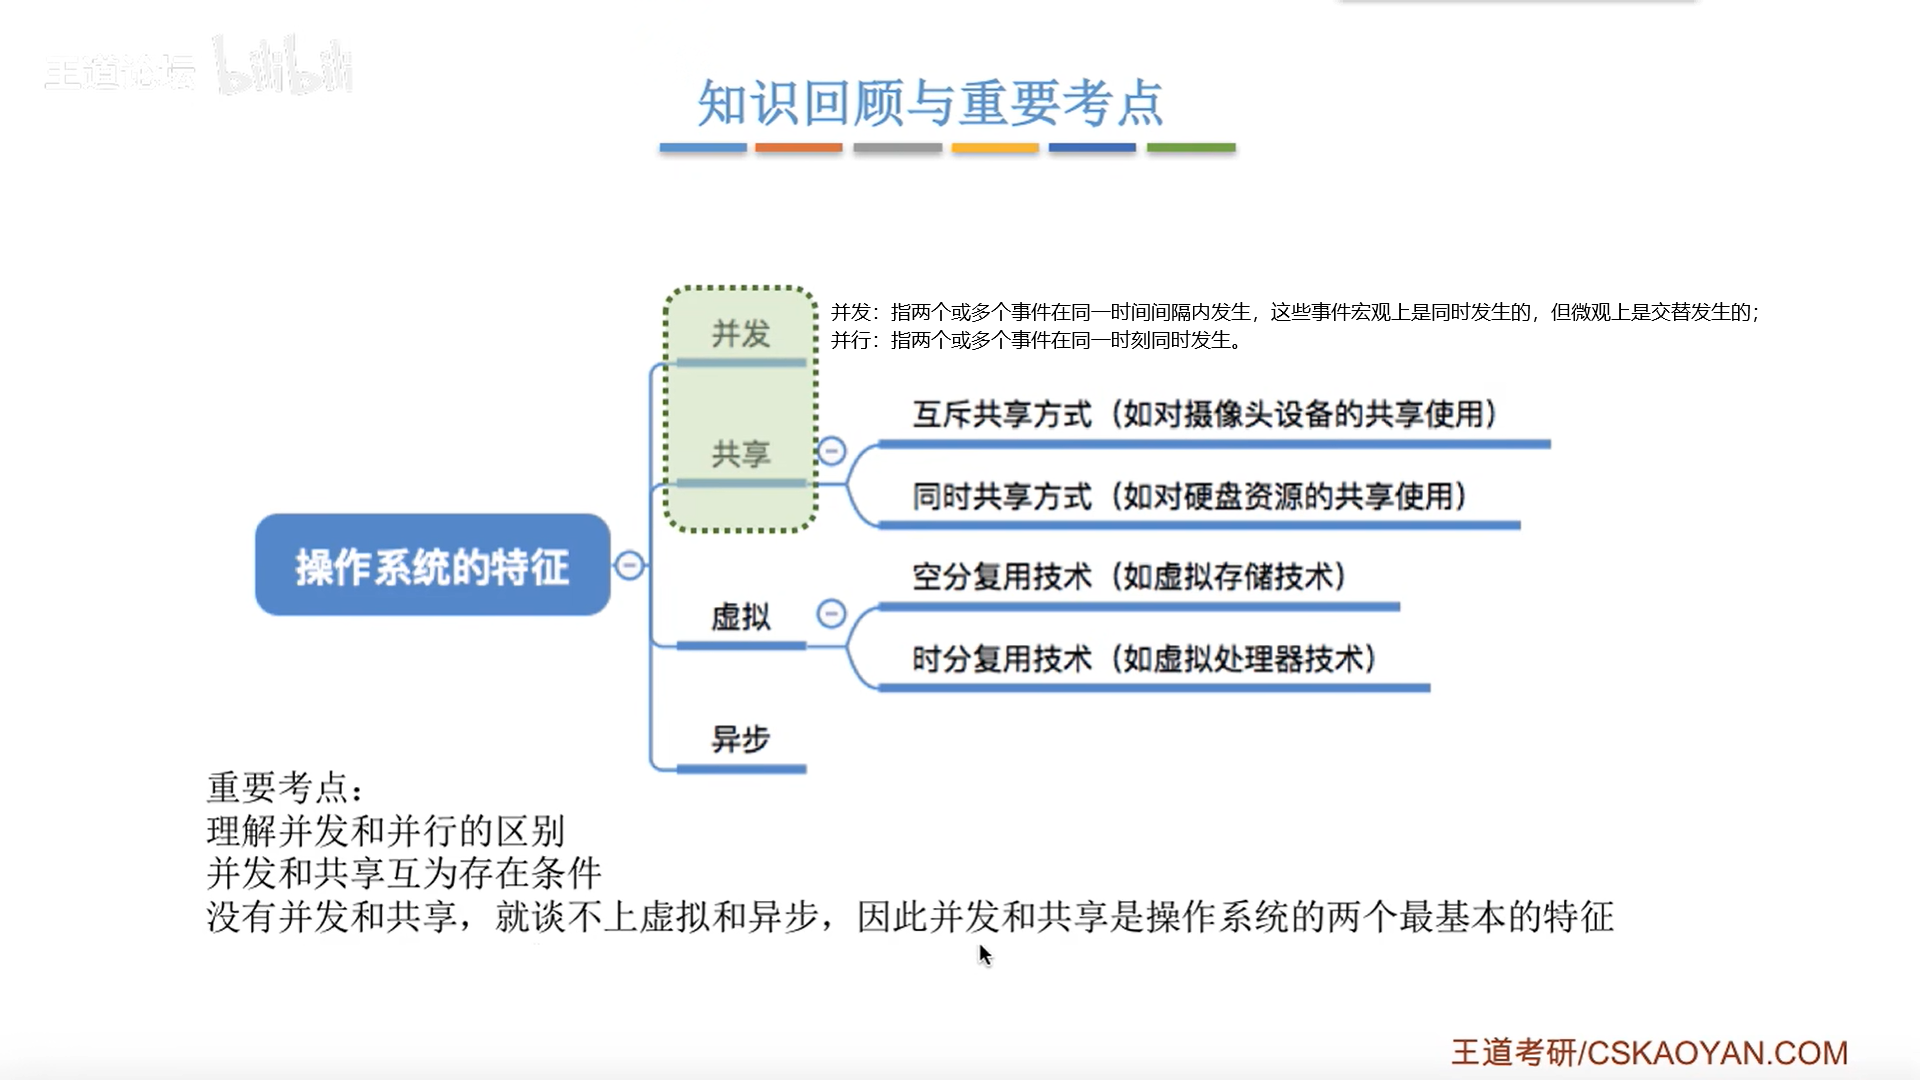 王道论坛 bilibili
知识回顾与重要考点
并发
并发：指两个或多个事件在同一时间间隔内发生，这些事件宏观上是同时发生的，但微观上是交替发生的；
并行：指两个或多个事件在同一时刻同时发生。
共享
互斥共享方式（如对摄像头设备的共享使用）
同时共享方式（如对硬盘资源的共享使用）
操作系统的特征
虚拟
空分复用技术（如虚拟存储技术）
时分复用技术（如虚拟处理器技术）
异步
重要考点：
理解并发和并行的区别
并发和共享互为存在条件
没有并发和共享，就谈不上虚拟和异步，因此并发和共享是操作系统的两个最基本的特征
王道考研/CSKAOYAN.COM